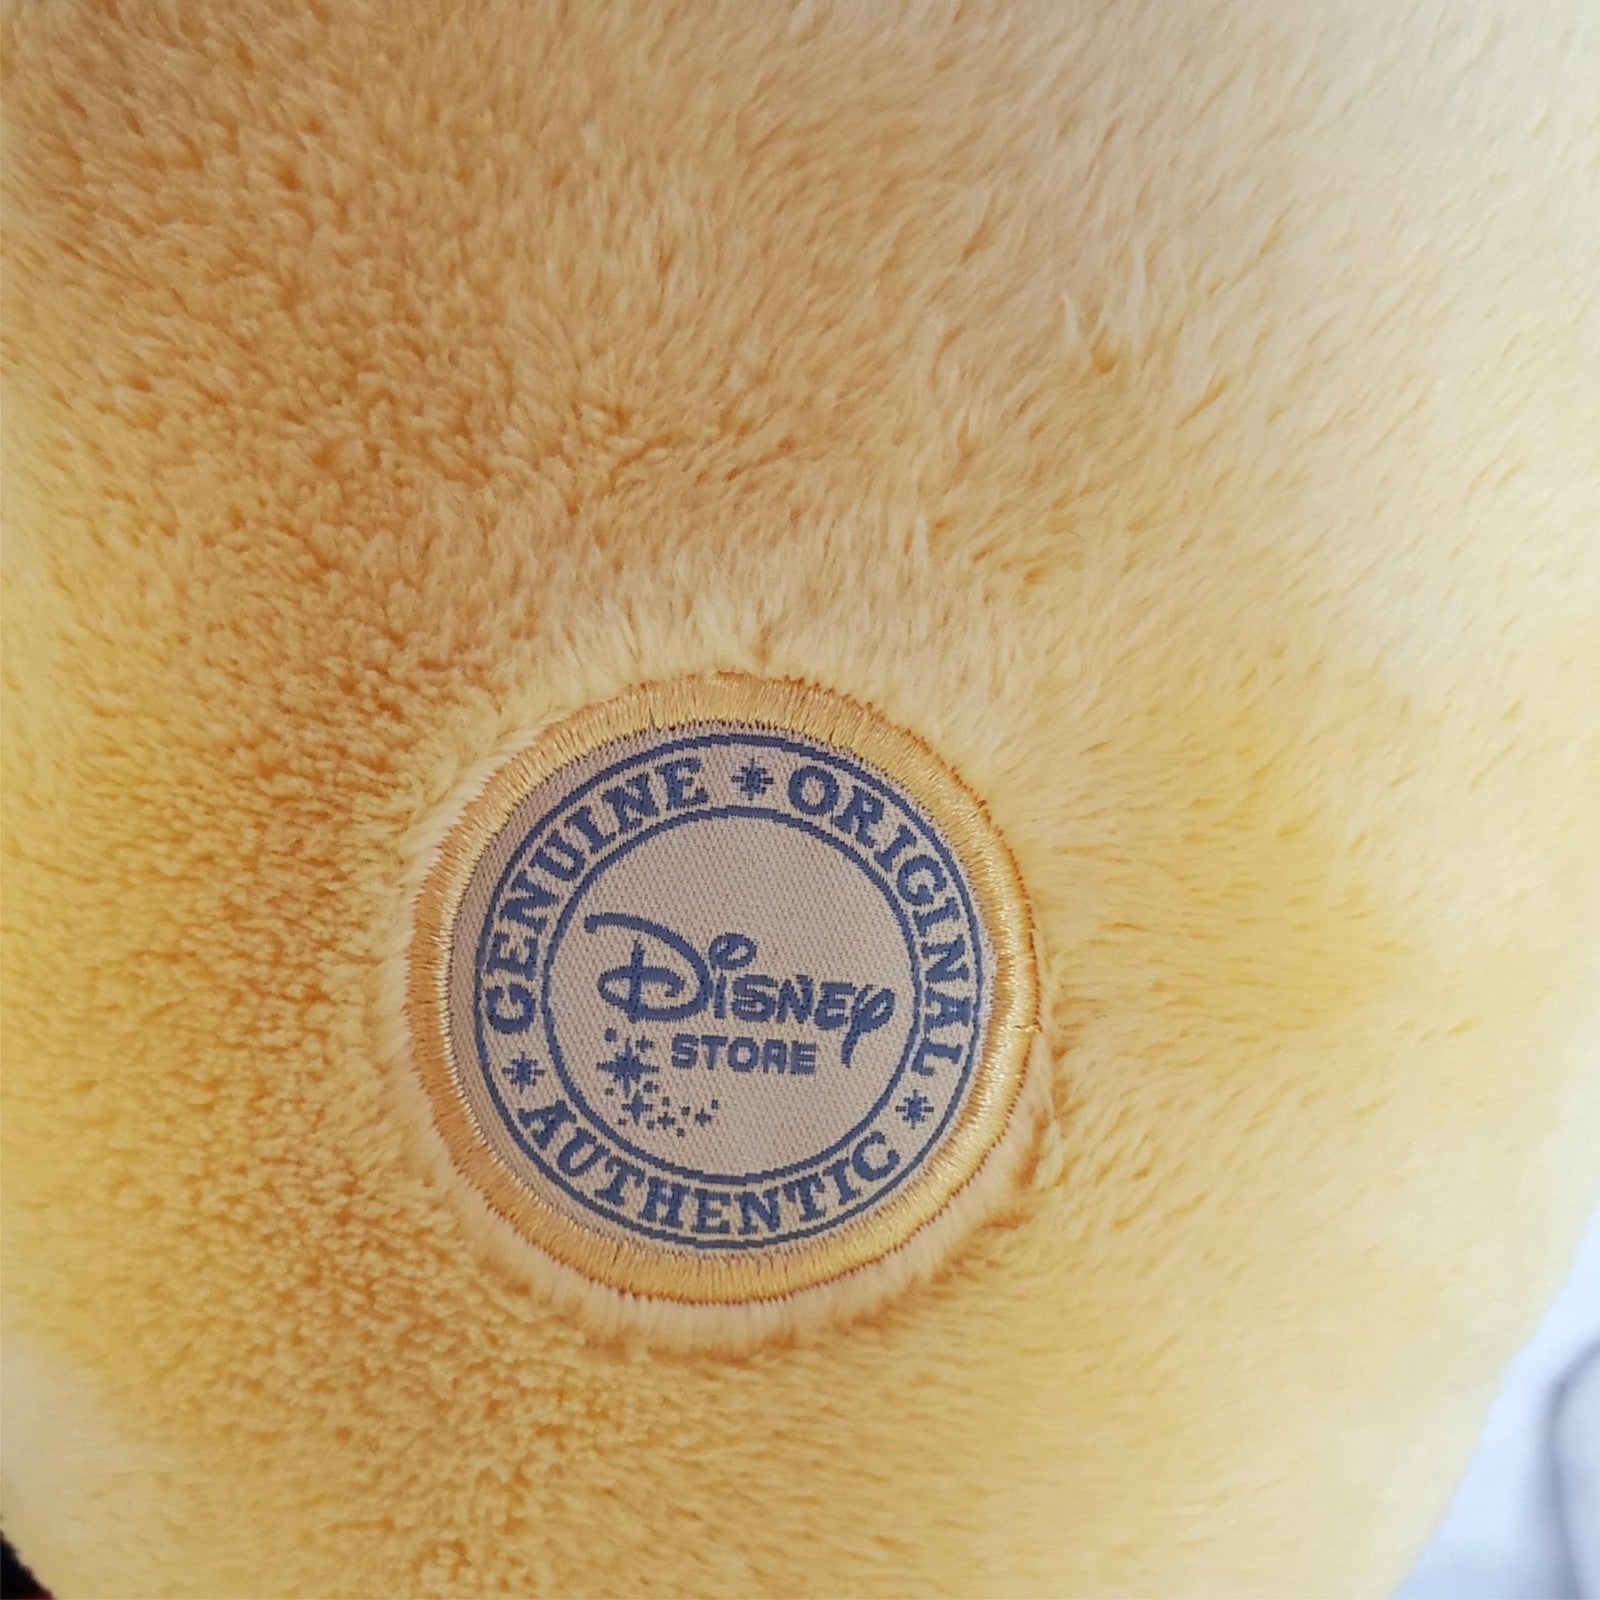 GENUINE * ORIGINAL * AUTHENTIC *
Disney
STORE